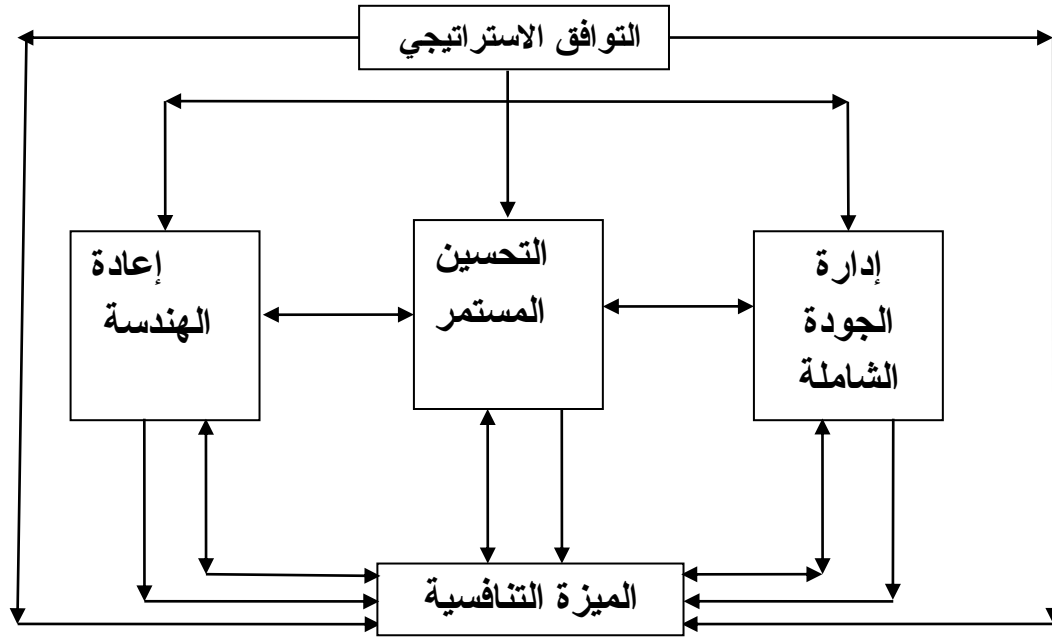 التوافق الاستراتيجي
إدارة
الجودة
الشاملة
التحسين
المستمر
إعادة
الهندسة
الميزة التنافسية